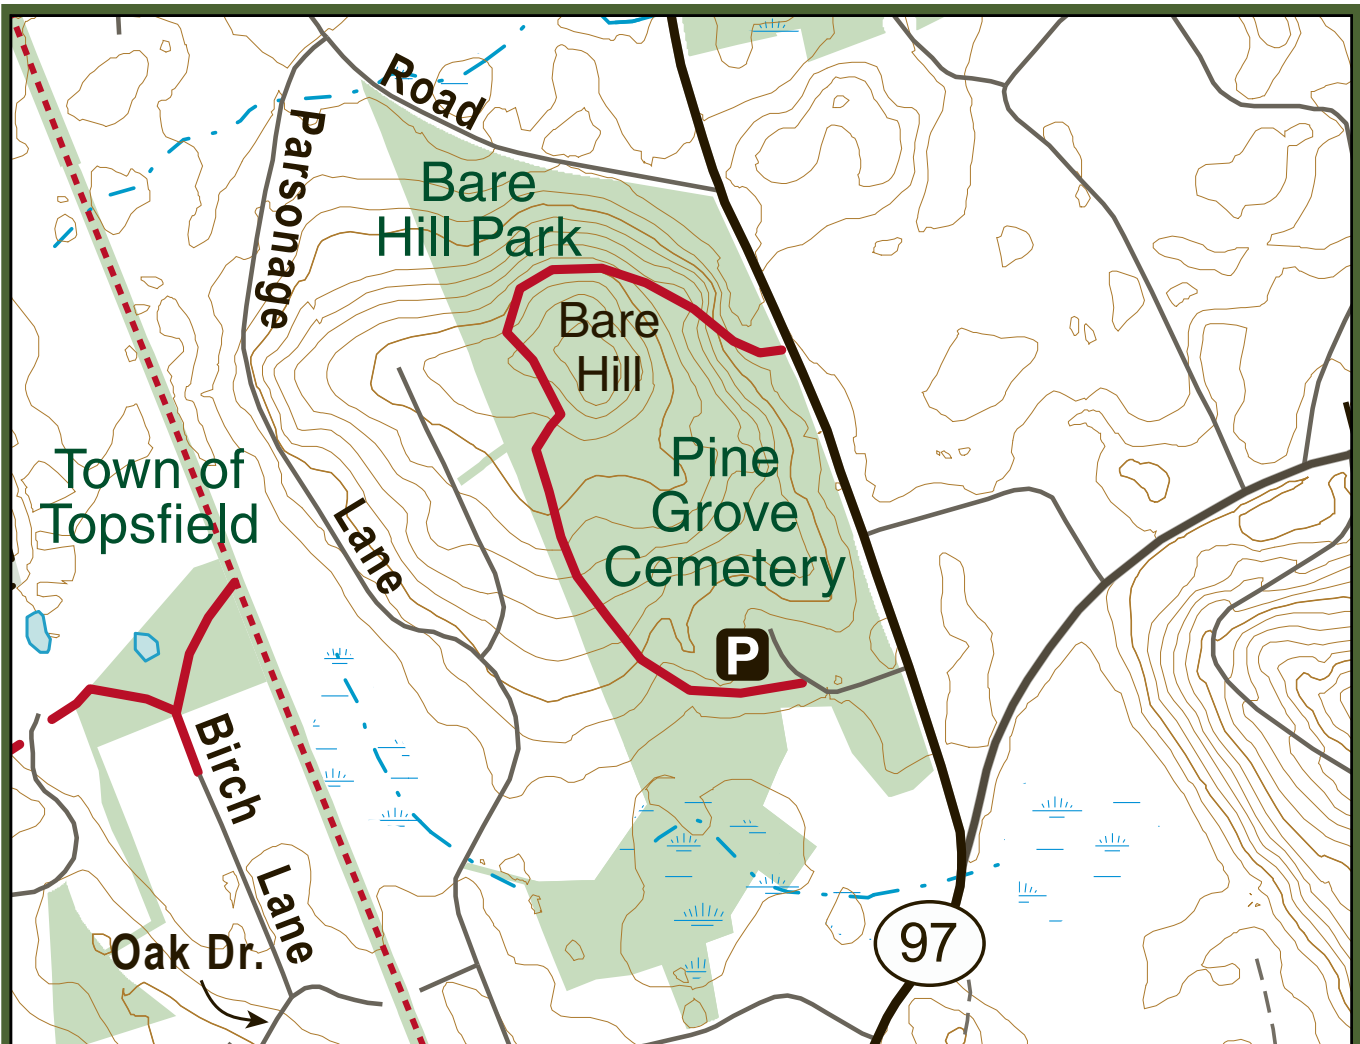 Road
Parsonage
Bare
Hill Park
Bare
Hill
Town of
Topsfield
Pine
Grove
Cemetery
Lane
P
Birch
Lane
Oak Dr.
97